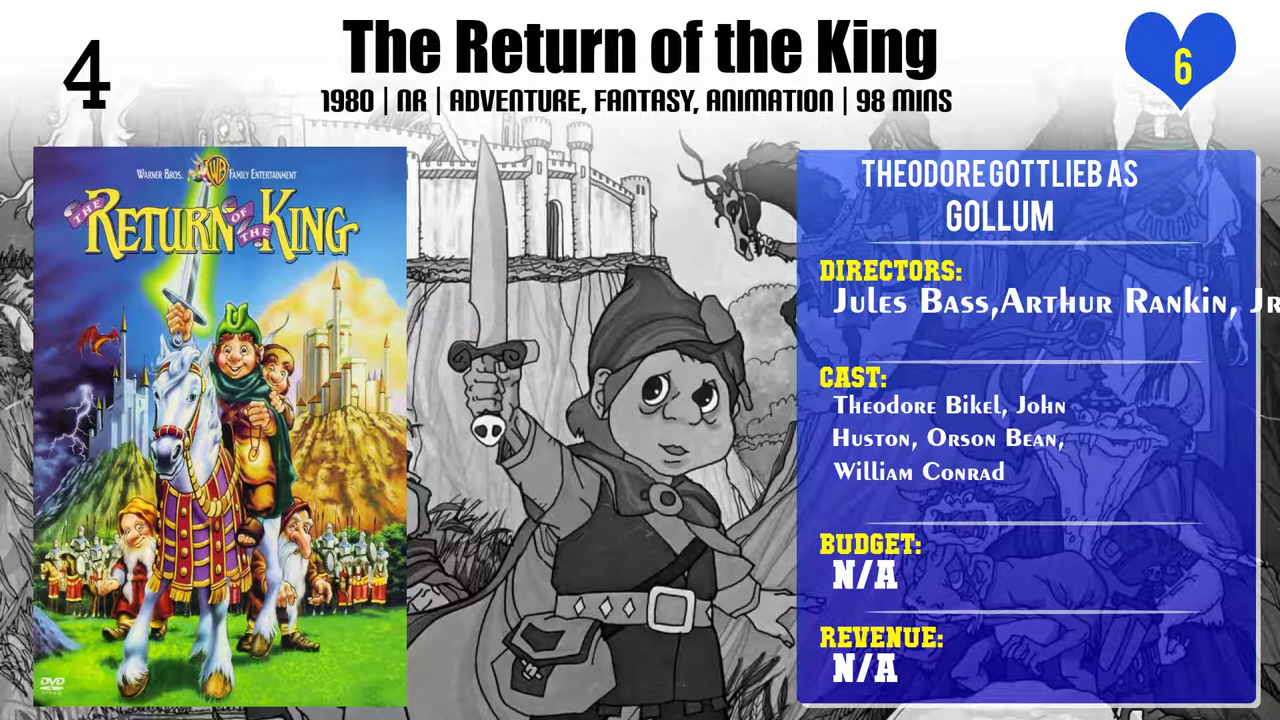 4
The Return of the King
6
1980 | NR | ADVENTURE, FANTASY, ANIMATION | 98 MINS
WARNER BROS. WB FAMILY ENTERTAINMENT
THE RETURN OF THE KING
DVD
THEODORE GOTTLIEB AS
GOLLUM
DIRECTORS:
Jules Bass,Arthur Rankin, Jr
CAST:
Theodore Bikel, John
Huston, Orson Bean,
William Conrad
BUDGET:
N/A
REVENUE:
N/A